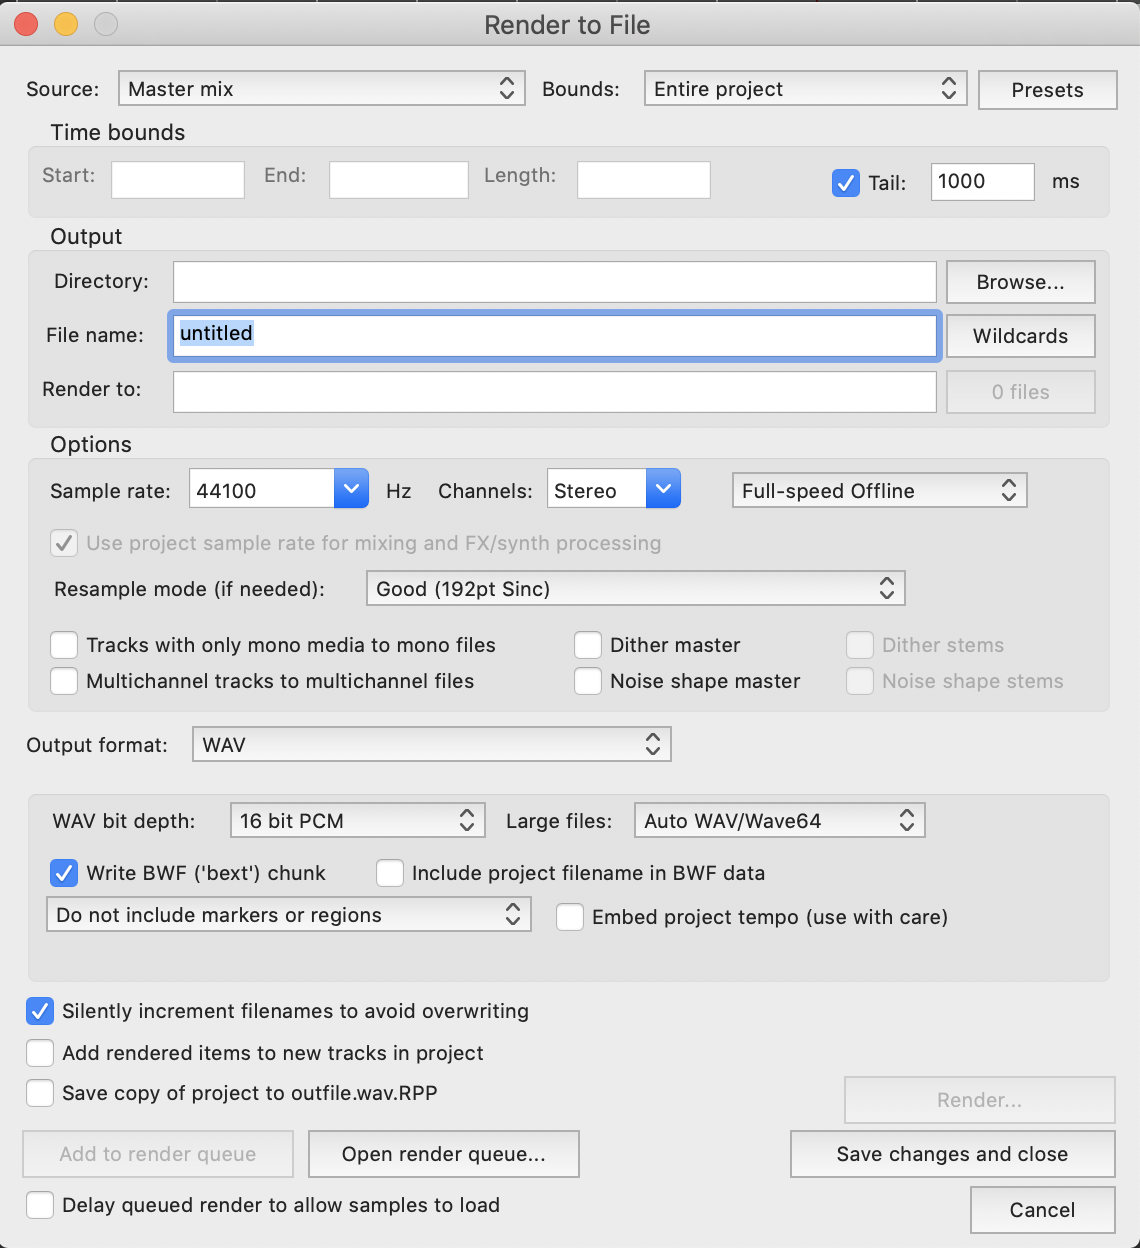 Render to File
Source: Master mix Bounds: Entire project Presets
Time bounds
Start: End: Length: Tail: 1000 ms
Output
Directory: Browse...
File name: untitled Wildcards
Render to: 0 files
Options
Sample rate: 44100 Hz Channels: Stereo Full-speed Offline
Use project sample rate for mixing and FX/synth processing
Resample mode (if needed): Good (192pt Sinc)
Tracks with only mono media to mono files Dither master Dither stems
Multichannel tracks to multichannel files Noise shape master Noise shape stems
Output format: WAV
WAV bit depth: 16 bit PCM Large files: Auto WAV/Wave64
Write BWF ('bext') chunk Include project filename in BWF data
Do not include markers or regions Embed project tempo (use with care)
Silently increment filenames to avoid overwriting
Add rendered items to new tracks in project
Save copy of project to outfile.wav.RPP
Render...
Add to render queue Open render queue... Save changes and close
Delay queued render to allow samples to load
Cancel